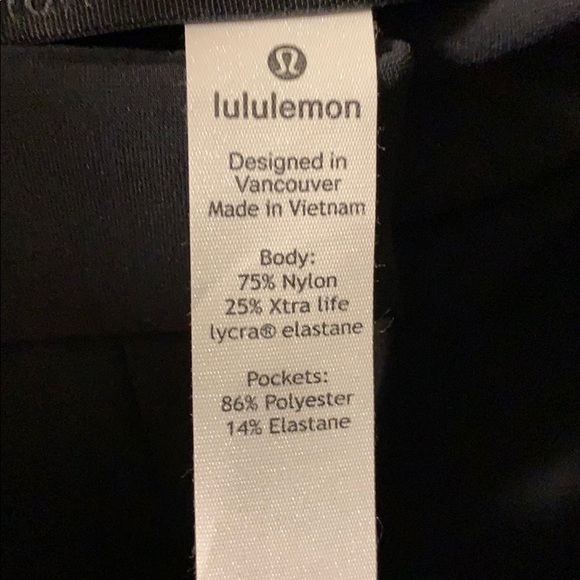 lululemon
Designed in
Vancouver
Made in Vietnam
Body:
75% Nylon
25% Xtra life
lycra® elastane
Pockets:
86% Polyester
14% Elastane